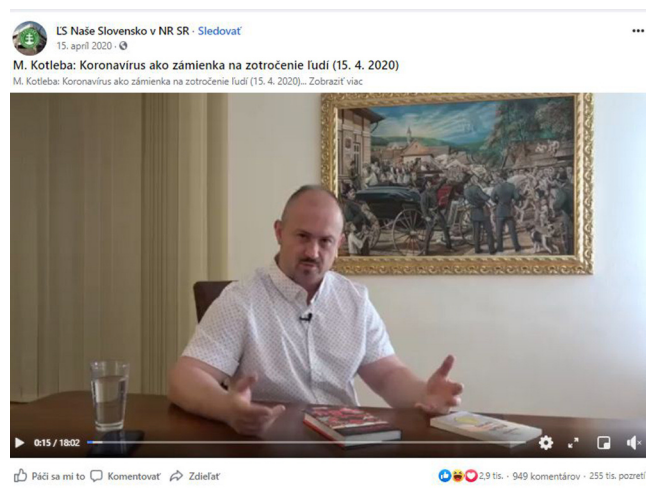 ĽS Naše Slovensko v NR SR · Sledovať
15. apríl 2020 ·
M. Kotleba: Koronavírus ako zámienka na zotročenie ľudí (15. 4. 2020)
M. Kotleba: Koronavírus ako zámienka na zotročenie ľudí (15. 4. 2020)... Zobraziť viac
0:15 / 18:02
Páči sa mi to Komentovať Zdieľať 2,9 tis. · 949 komentárov · 255 tis. pozretí